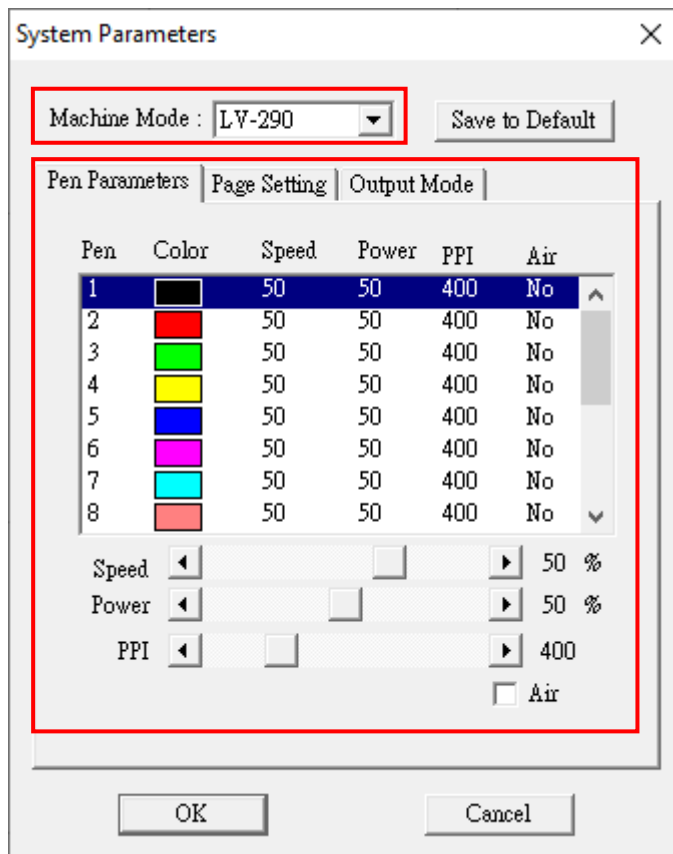 System Parameters
Machine Mode : LV-290 Save to Default
Pen Parameters Page Setting Output Mode
Pen Color Speed Power PPI Air
1 50 50 400 No
2 50 50 400 No
3 50 50 400 No
4 50 50 400 No
5 50 50 400 No
6 50 50 400 No
7 50 50 400 No
8 50 50 400 No
Speed 50 %
Power 50 %
PPI 400
Air
OK Cancel